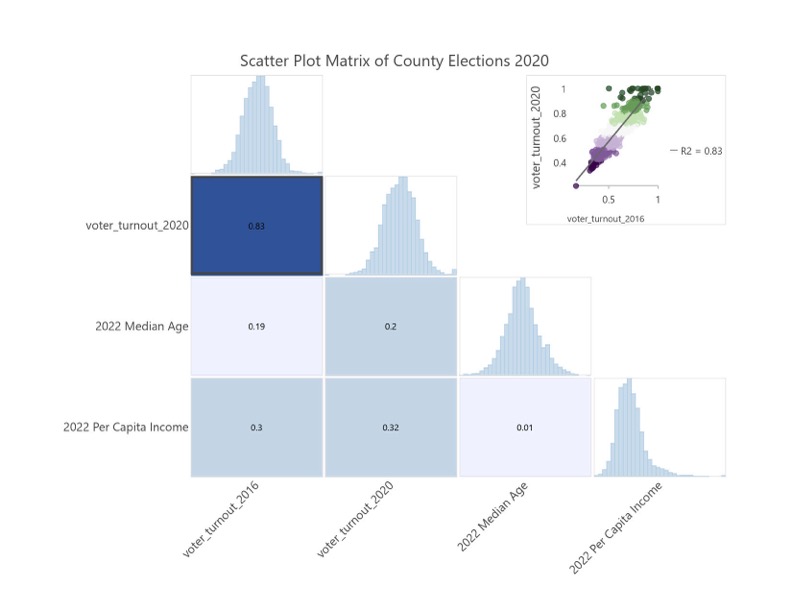 Scatter Plot Matrix of County Elections 2020
voter_turnout_2020
1
0.8
0.6
0.4
0.5
1
voter_turnout_2016
R2 = 0.83
voter_turnout_2020
0.83
2022 Median Age
0.19
0.2
2022 Per Capita Income
0.3
0.32
0.01
voter_turnout_2016
voter_turnout_2020
2022 Median Age
2022 Per Capita Income